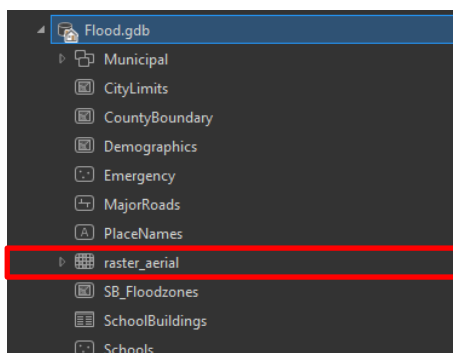 Flood.gdb
Municipal
CityLimits
CountyBoundary
Demographics
Emergency
MajorRoads
A PlaceNames
raster_aerial
SB_Floodzones
SchoolBuildings
Schools